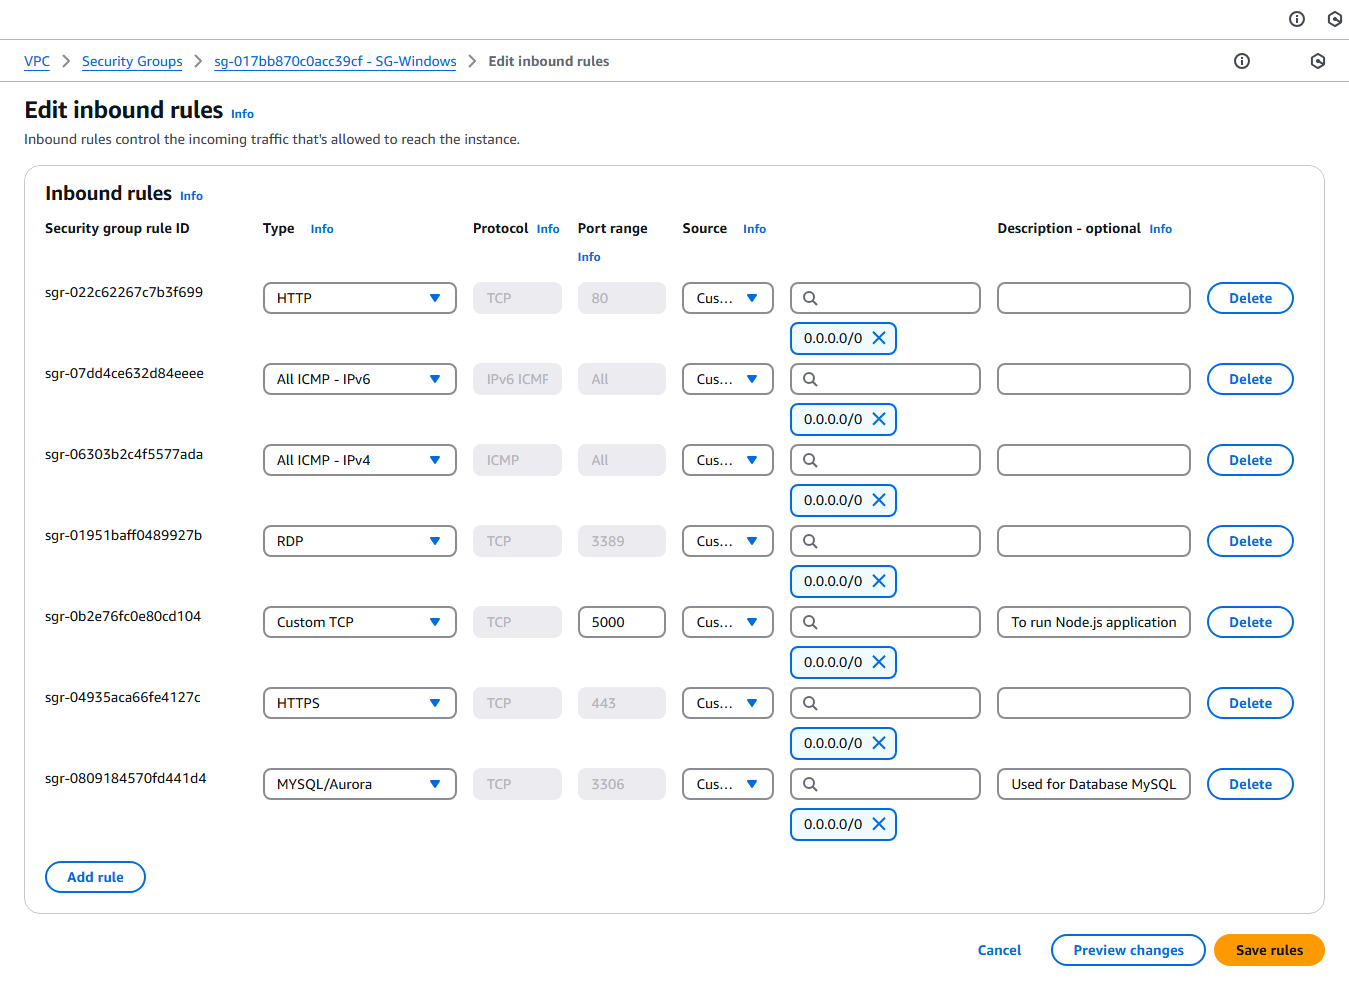 VPC > Security Groups > sg-017bb870c0acc39cf - SG-Windows > Edit inbound rules
Edit inbound rules Info
Inbound rules control the incoming traffic that's allowed to reach the instance.
Inbound rules Info
Security group rule ID Type Info Protocol Info Port range Info Source Info Description - optional Info
sgr-022c62267c7b3f699 HTTP TCP 80 Cus... Delete
0.0.0.0/0
sgr-07dd4ce632d84eeee All ICMP - IPv6 IPv6 ICMP All Cus... Delete
0.0.0.0/0
sgr-06303b2c4f5577ada All ICMP - IPv4 ICMP All Cus... Delete
0.0.0.0/0
sgr-01951baff0489927b RDP TCP 3389 Cus... Delete
0.0.0.0/0
sgr-0b2e76fc0e80cd104 Custom TCP TCP 5000 Cus... To run Node.js application Delete
0.0.0.0/0
sgr-04935aca66fe4127c HTTPS TCP 443 Cus... Delete
0.0.0.0/0
sgr-0809184570fd441d4 MYSQL/Aurora TCP 3306 Cus... Used for Database MySQL Delete
0.0.0.0/0
Add rule
Cancel Preview changes Save rules